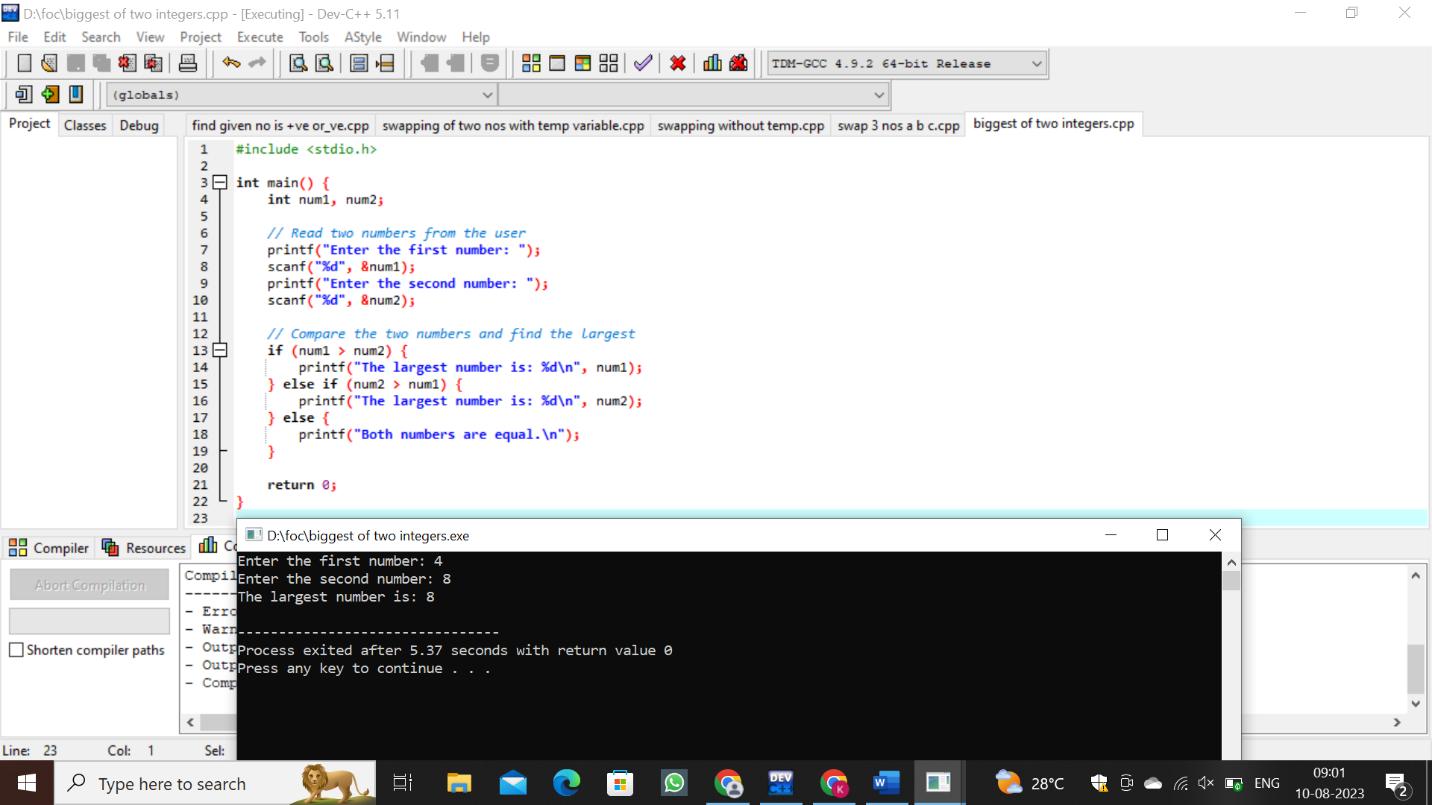 D:\foc\biggest of two integers.cpp - [Executing] - Dev-C++ 5.11
File Edit Search View Project Execute Tools AStyle Window Help
TDM-GCC 4.9.2 64-bit Release
(globals)
Project Classes Debug
find given no is +ve or_ve.cpp swapping of two nos with temp variable.cpp swapping without temp.cpp swap 3 nos a b c.cpp biggest of two integers.cpp
1 #include <stdio.h>
2
3 int main() {
4 int num1, num2;
5
6 // Read two numbers from the user
7 printf("Enter the first number: ");
8 scanf("%d", &num1);
9 printf("Enter the second number: ");
10 scanf("%d", &num2);
11
12 // Compare the two numbers and find the largest
13 if (num1 > num2) {
14 printf("The largest number is: %d\n", num1);
15 } else if (num2 > num1) {
16 printf("The largest number is: %d\n", num2);
17 } else {
18 printf("Both numbers are equal.\n");
19 }
20
21 return 0;
22 }
23
Compiler Resources Co
Abort Compilation
Shorten compiler paths
Compil
- Erro
- Warn
- Outp
- Outp
- Comp
D:\foc\biggest of two integers.exe
Enter the first number: 4
Enter the second number: 8
The largest number is: 8
--------------------------------
Process exited after 5.37 seconds with return value 0
Press any key to continue . . .
Line: 23 Col: 1 Sel:
Type here to search
DEV C++
K
W
28°C
ENG
09:01
10-08-2023
2